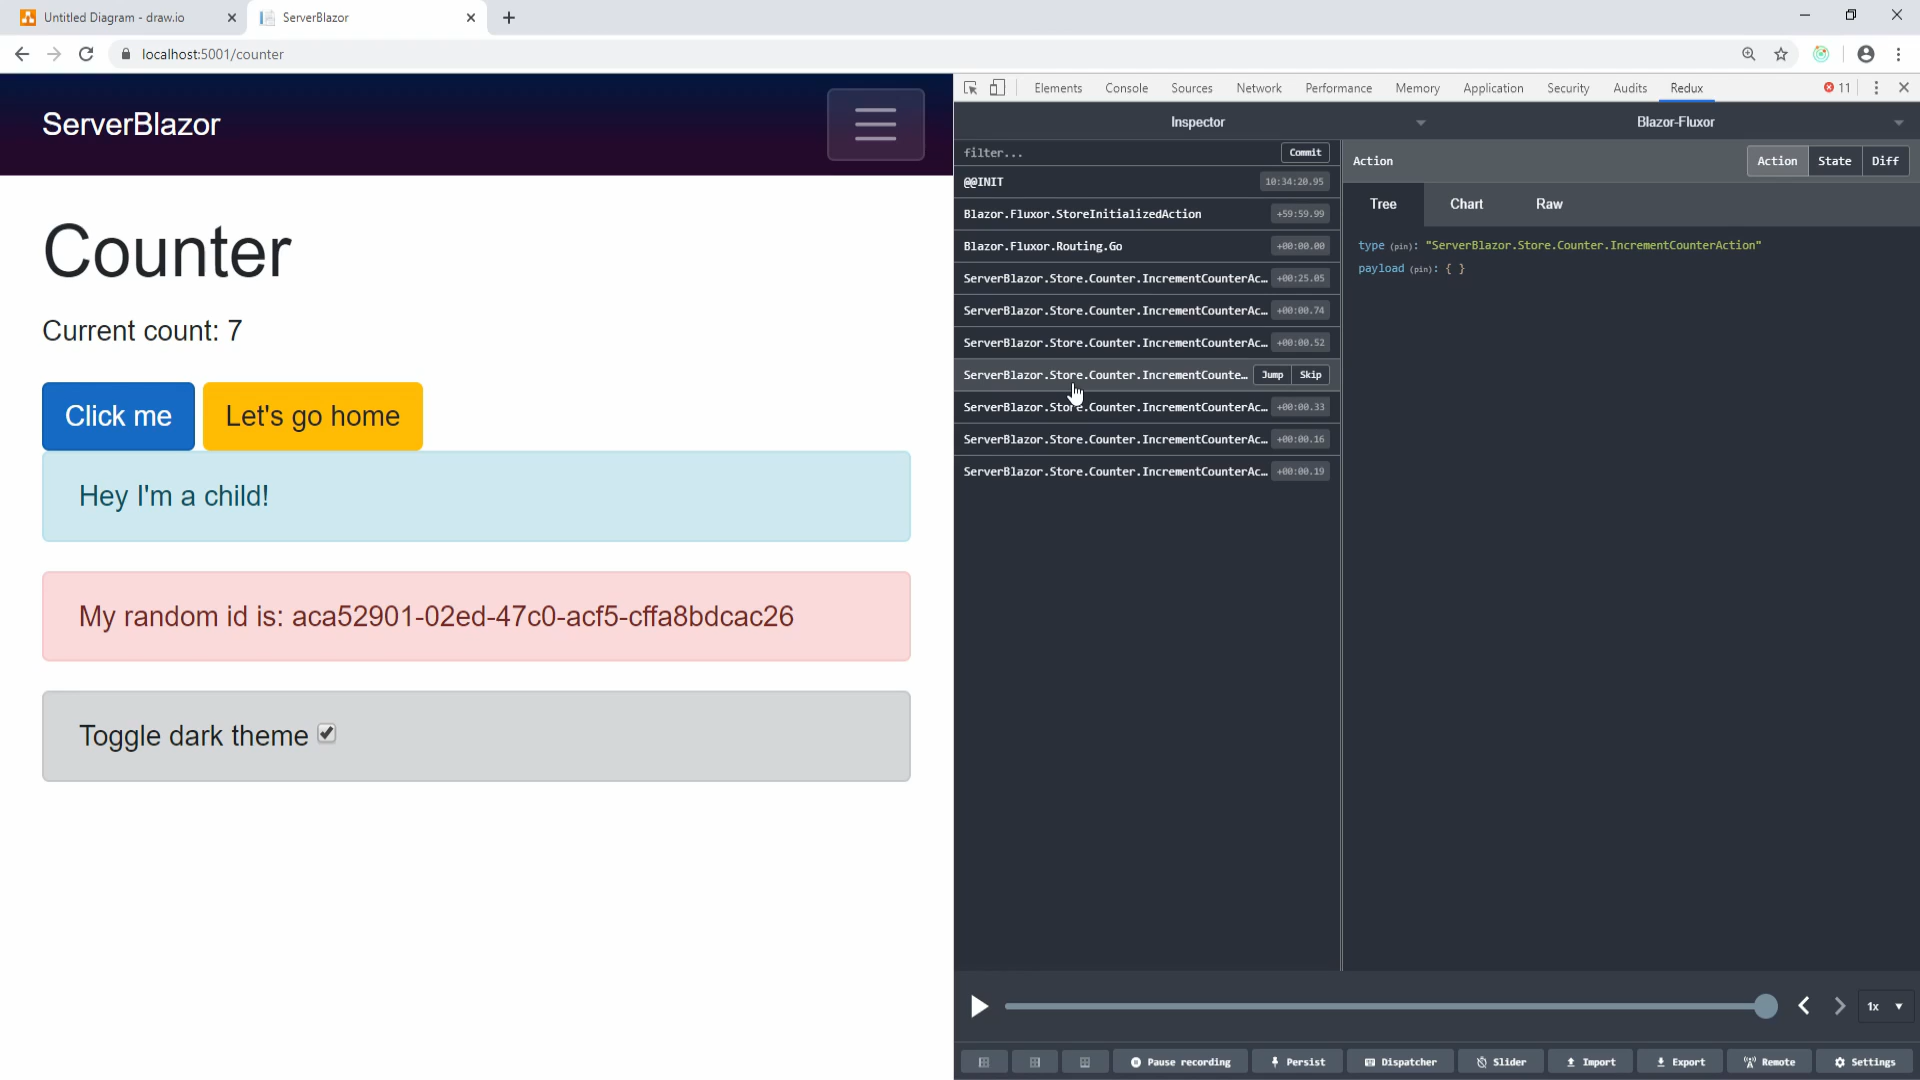 Untitled Diagram - draw.io
ServerBlazor
localhost:5001/counter
ServerBlazor
Counter
Current count: 7
Click me
Let's go home
Hey I'm a child!
My random id is: aca52901-02ed-47c0-acf5-cffa8bdcac26
Toggle dark theme
Elements Console Sources Network Performance Memory Application Security Audits Redux 11
Inspector
Blazor-Fluxor
filter... Commit
@@INIT 10:34:20.95
Blazor.Fluxor.StoreInitializedAction +59:59.99
Blazor.Fluxor.Routing.Go +00:00.00
ServerBlazor.Store.Counter.IncrementCounterAc… +00:25.05
ServerBlazor.Store.Counter.IncrementCounterAc… +00:00.74
ServerBlazor.Store.Counter.IncrementCounterAc… +00:00.52
ServerBlazor.Store.Counter.IncrementCounte… Jump Skip
ServerBlazor.Store.Counter.IncrementCounterAc… +00:00.33
ServerBlazor.Store.Counter.IncrementCounterAc… +00:00.16
ServerBlazor.Store.Counter.IncrementCounterAc… +00:00.19
Action Action State Diff
Tree Chart Raw
type (pin): "ServerBlazor.Store.Counter.IncrementCounterAction"
payload (pin): { }
1x
Pause recording Persist Dispatcher Slider Import Export Remote Settings